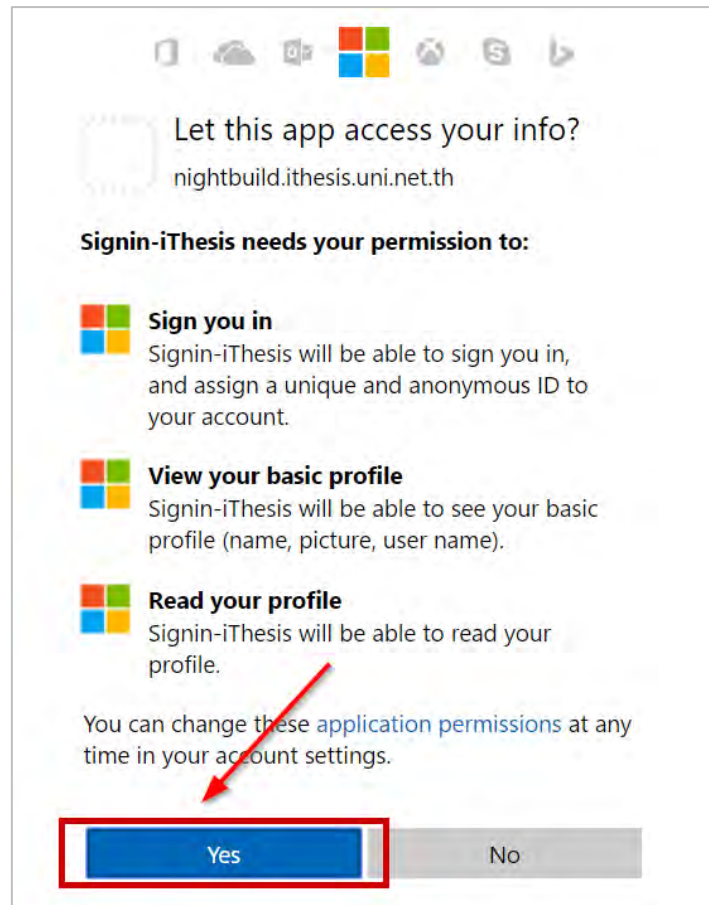 Let this app access your info?
nightbuild.ithesis.uni.net.th
Signin-iThesis needs your permission to:
Sign you in
Signin-iThesis will be able to sign you in,
and assign a unique and anonymous ID to
your account.
View your basic profile
Signin-iThesis will be able to see your basic
profile (name, picture, user name).
Read your profile
Signin-iThesis will be able to read your
profile.
You can change these application permissions at any
time in your account settings.
Yes
No